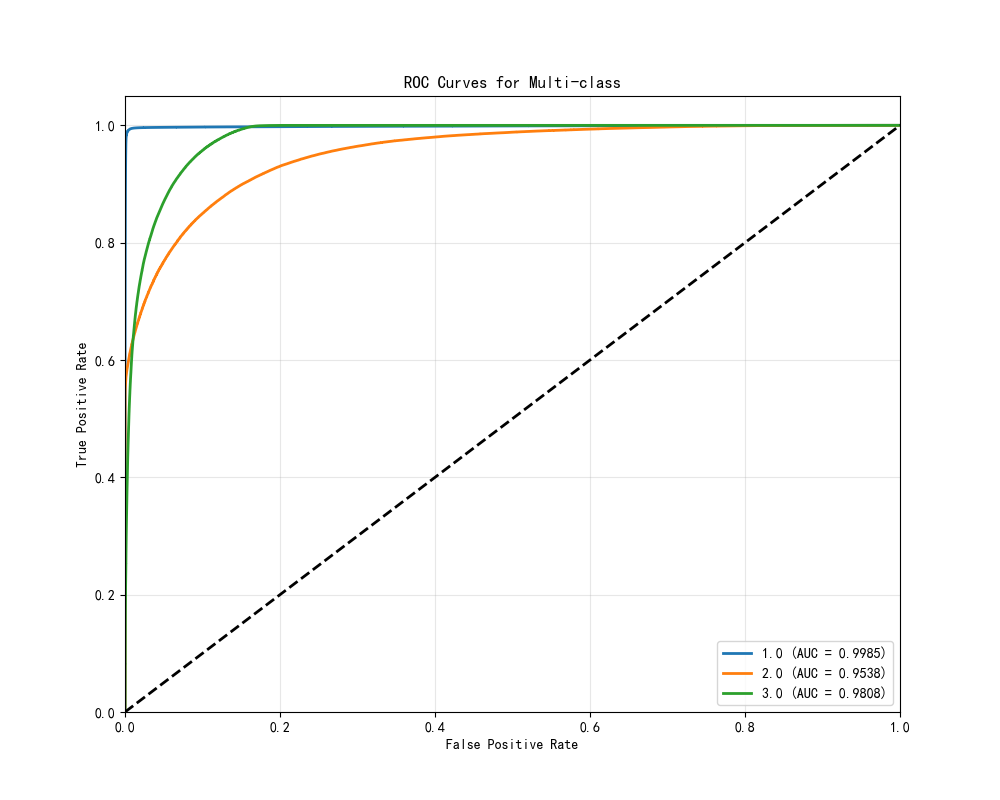 ROC Curves for Multi-class
True Positive Rate
1.0
0.8
0.6
0.4
0.2
0.0
0.0 0.2 0.4 0.6 0.8 1.0
False Positive Rate
1.0 (AUC = 0.9985)
2.0 (AUC = 0.9538)
3.0 (AUC = 0.9808)